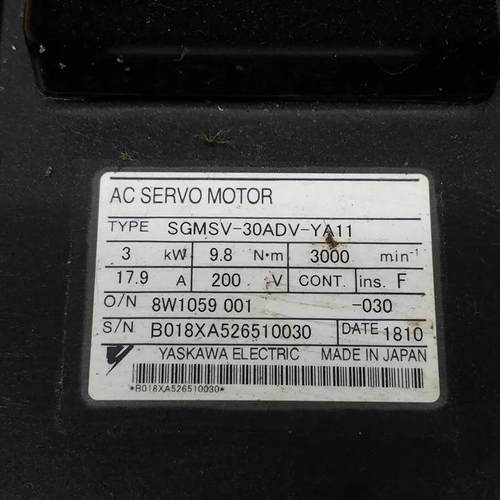 AC SERVO MOTOR
TYPE SGMSV-30ADV-YA11
3 kW 9.8 N·m 3000 min⁻¹
17.9 A 200 V CONT. ins. F
O/N 8W1059 001 -030
S/N B018XA526510030 DATE 1810
YASKAWA ELECTRIC MADE IN JAPAN
*B018XA526510030*